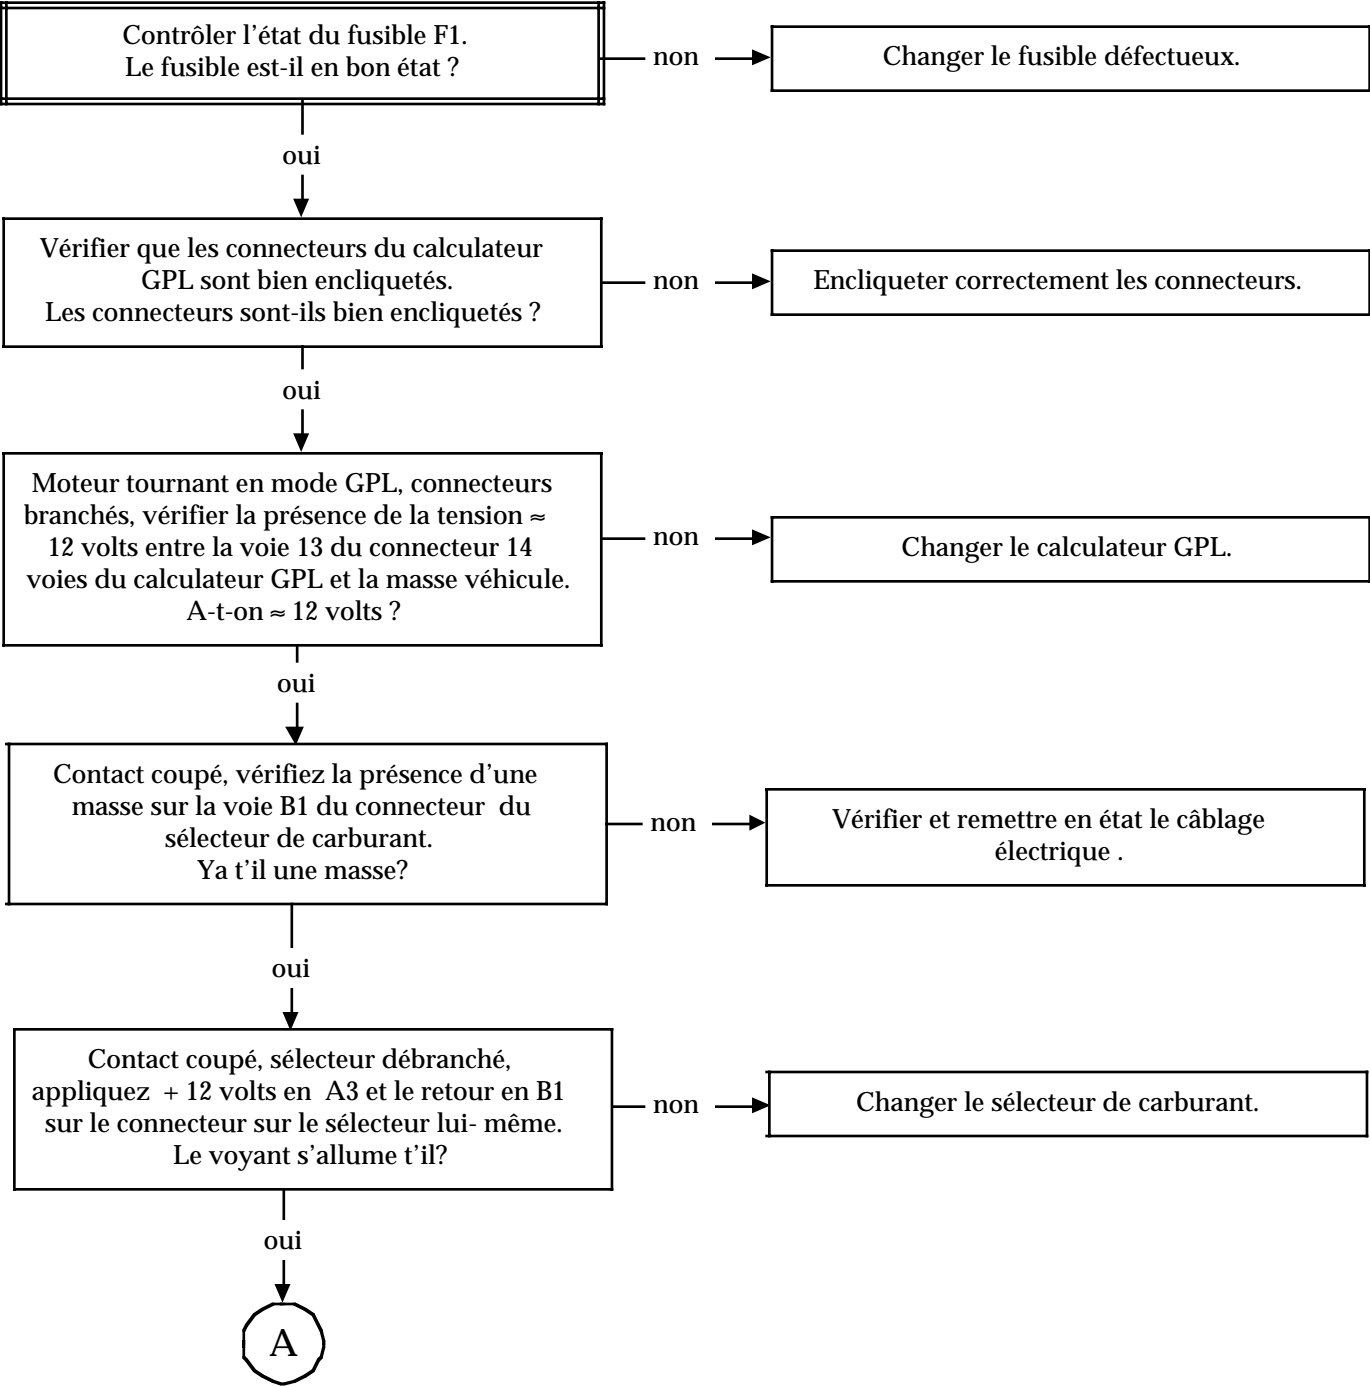 Contrôler l’état du fusible F1.
Le fusible est-il en bon état ?
non
Changer le fusible défectueux.
oui
Vérifier que les connecteurs du calculateur
GPL sont bien encliquetés.
Les connecteurs sont-ils bien encliquetés ?
non
Encliqueter correctement les connecteurs.
oui
Moteur tournant en mode GPL, connecteurs
branchés, vérifier la présence de la tension ≈
12 volts entre la voie 13 du connecteur 14
voies du calculateur GPL et la masse véhicule.
A-t-on ≈ 12 volts ?
non
Changer le calculateur GPL.
oui
Contact coupé, vérifiez la présence d’une
masse sur la voie B1 du connecteur du
sélecteur de carburant.
Ya t’il une masse?
non
Vérifier et remettre en état le câblage
électrique .
oui
Contact coupé, sélecteur débranché,
appliquez + 12 volts en A3 et le retour en B1
sur le connecteur sur le sélecteur lui- même.
Le voyant s’allume t’il?
non
Changer le sélecteur de carburant.
oui
A